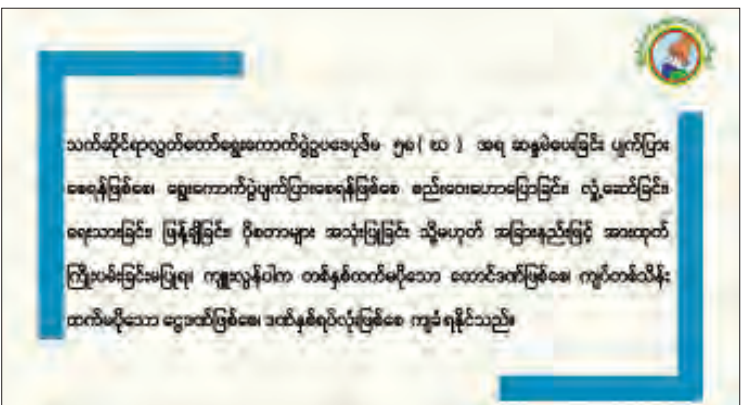 သက်ဆိုင်ရာလွှတ်တော်ရွေးကောက်ပွဲဥပဒေပုဒ်မ ၅၈( ဃ ) အရ ဆန္ဒမဲပေးခြင်း ပျက်ပြား
စေရန်ဖြစ်စေ၊ ရွေးကောက်ပွဲပျက်ပြားစေရန်ဖြစ်စေ စည်းဝေးဟောပြောခြင်း၊ လှုံ့ဆော်ခြင်း၊
ရေးသားခြင်း၊ ဖြန့်ချိခြင်း၊ ပိုစတာများ အသုံးပြုခြင်း သို့မဟုတ် အခြားနည်းဖြင့် အားထုတ်
ကြိုးပမ်းခြင်းမပြုရ၊ ကျူးလွန်ပါက တစ်နှစ်ထက်မပိုသော ထောင်ဒဏ်ဖြစ်စေ၊ ကျပ်တစ်သိန်း
ထက်မပိုသော ငွေဒဏ်ဖြစ်စေ၊ ဒဏ်နှစ်ရပ်လုံးဖြစ်စေ ကျခံရနိုင်သည်။